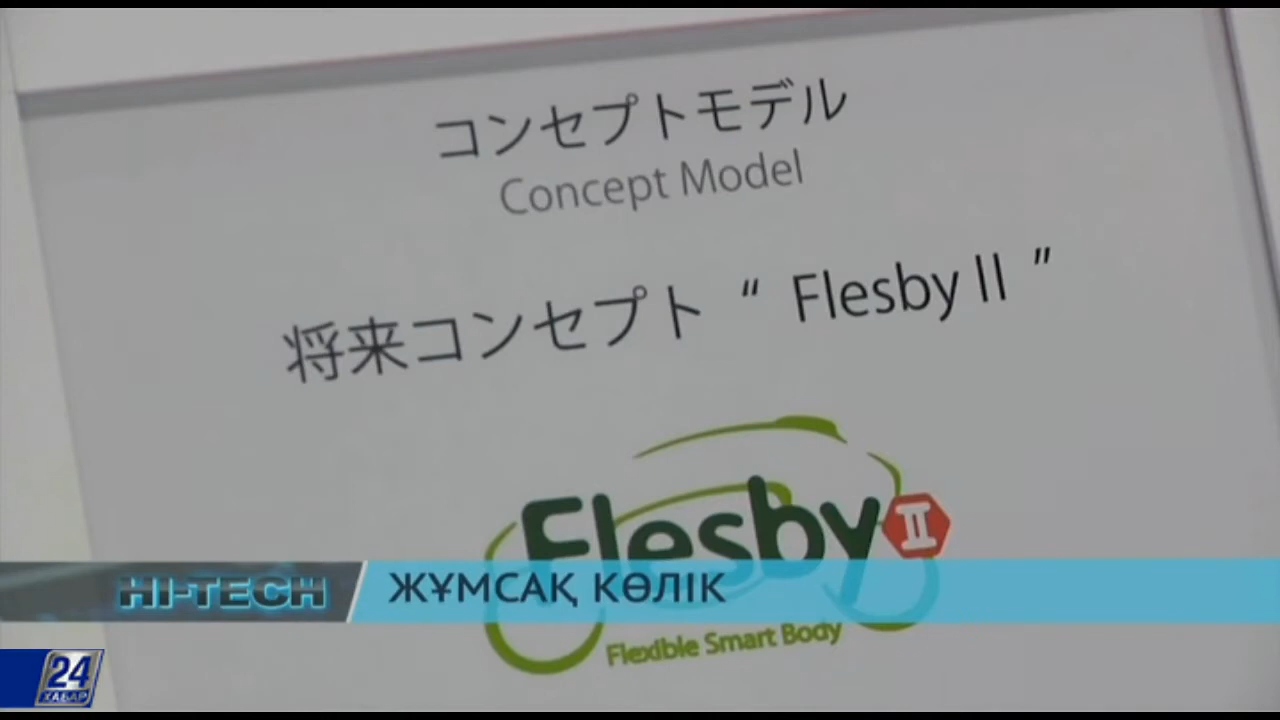 コンセプトモデル
Concept Model
将来コンセプト “ Flesby II ”
Flesby II
Flexible Smart Body
HI-TECH
ЖҰМСАҚ КӨЛІК
24
ХАБАР